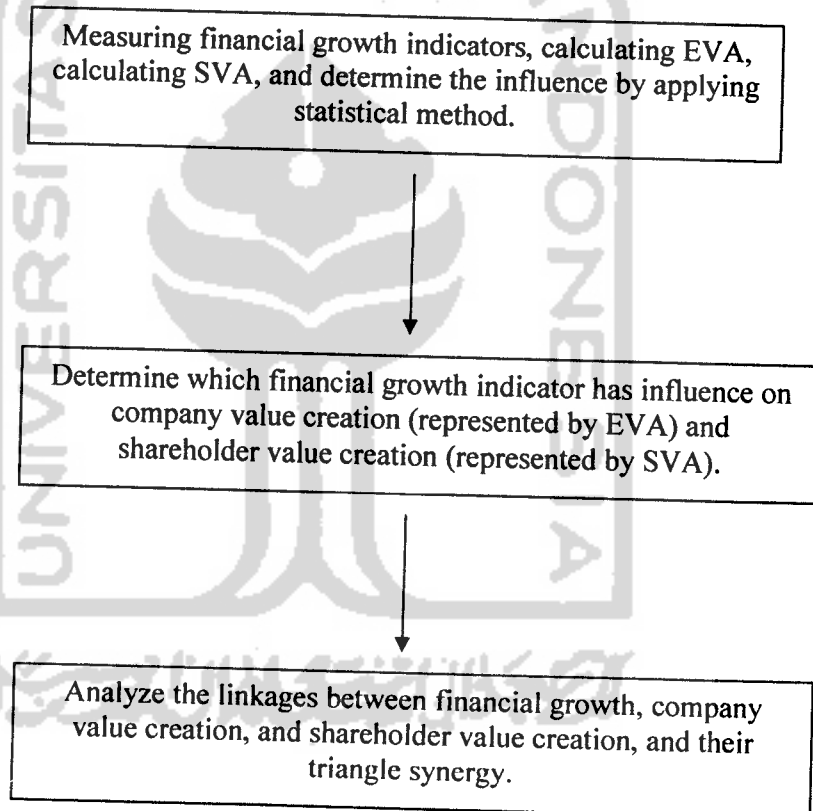 Measuring financial growth indicators, calculating EVA,
calculating SVA, and determine the influence by applying
statistical method.
Determine which financial growth indicator has influence on
company value creation (represented by EVA) and
shareholder value creation (represented by SVA).
Analyze the linkages between financial growth, company
value creation, and shareholder value creation, and their
triangle synergy.
UNIVERSITAS
INDONESIA